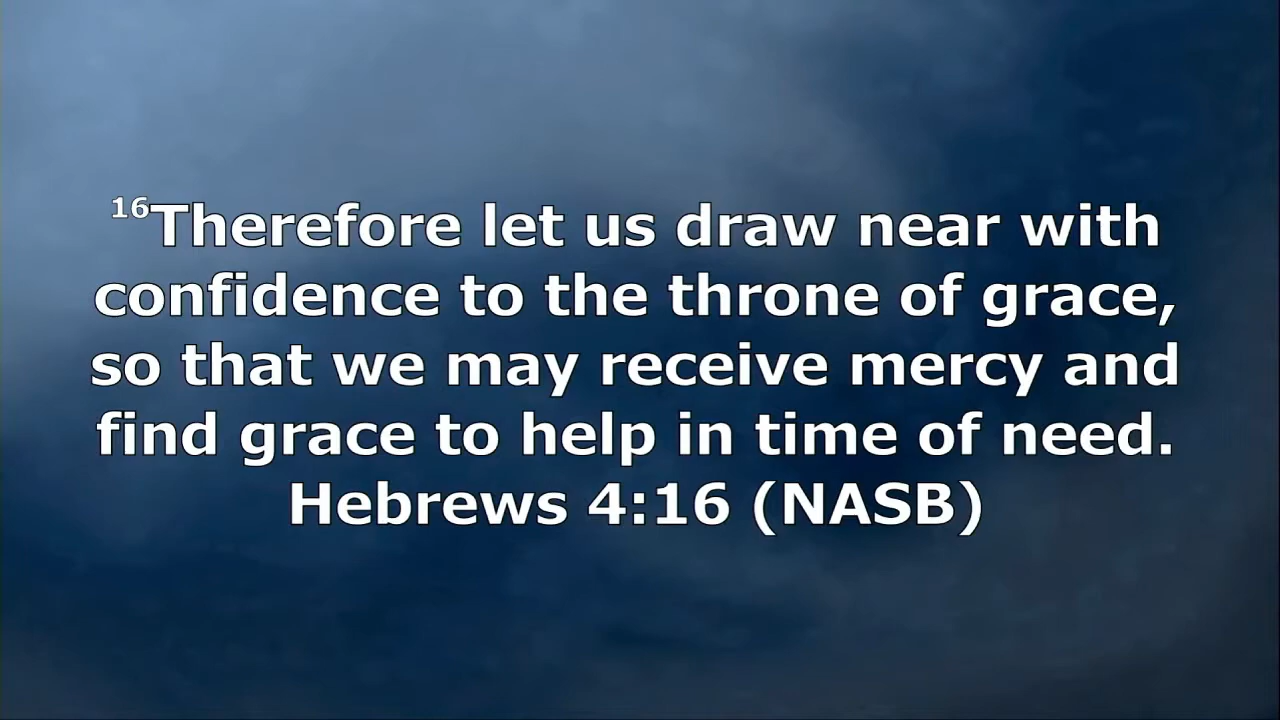 16Therefore let us draw near with
confidence to the throne of grace,
so that we may receive mercy and
find grace to help in time of need.
Hebrews 4:16 (NASB)